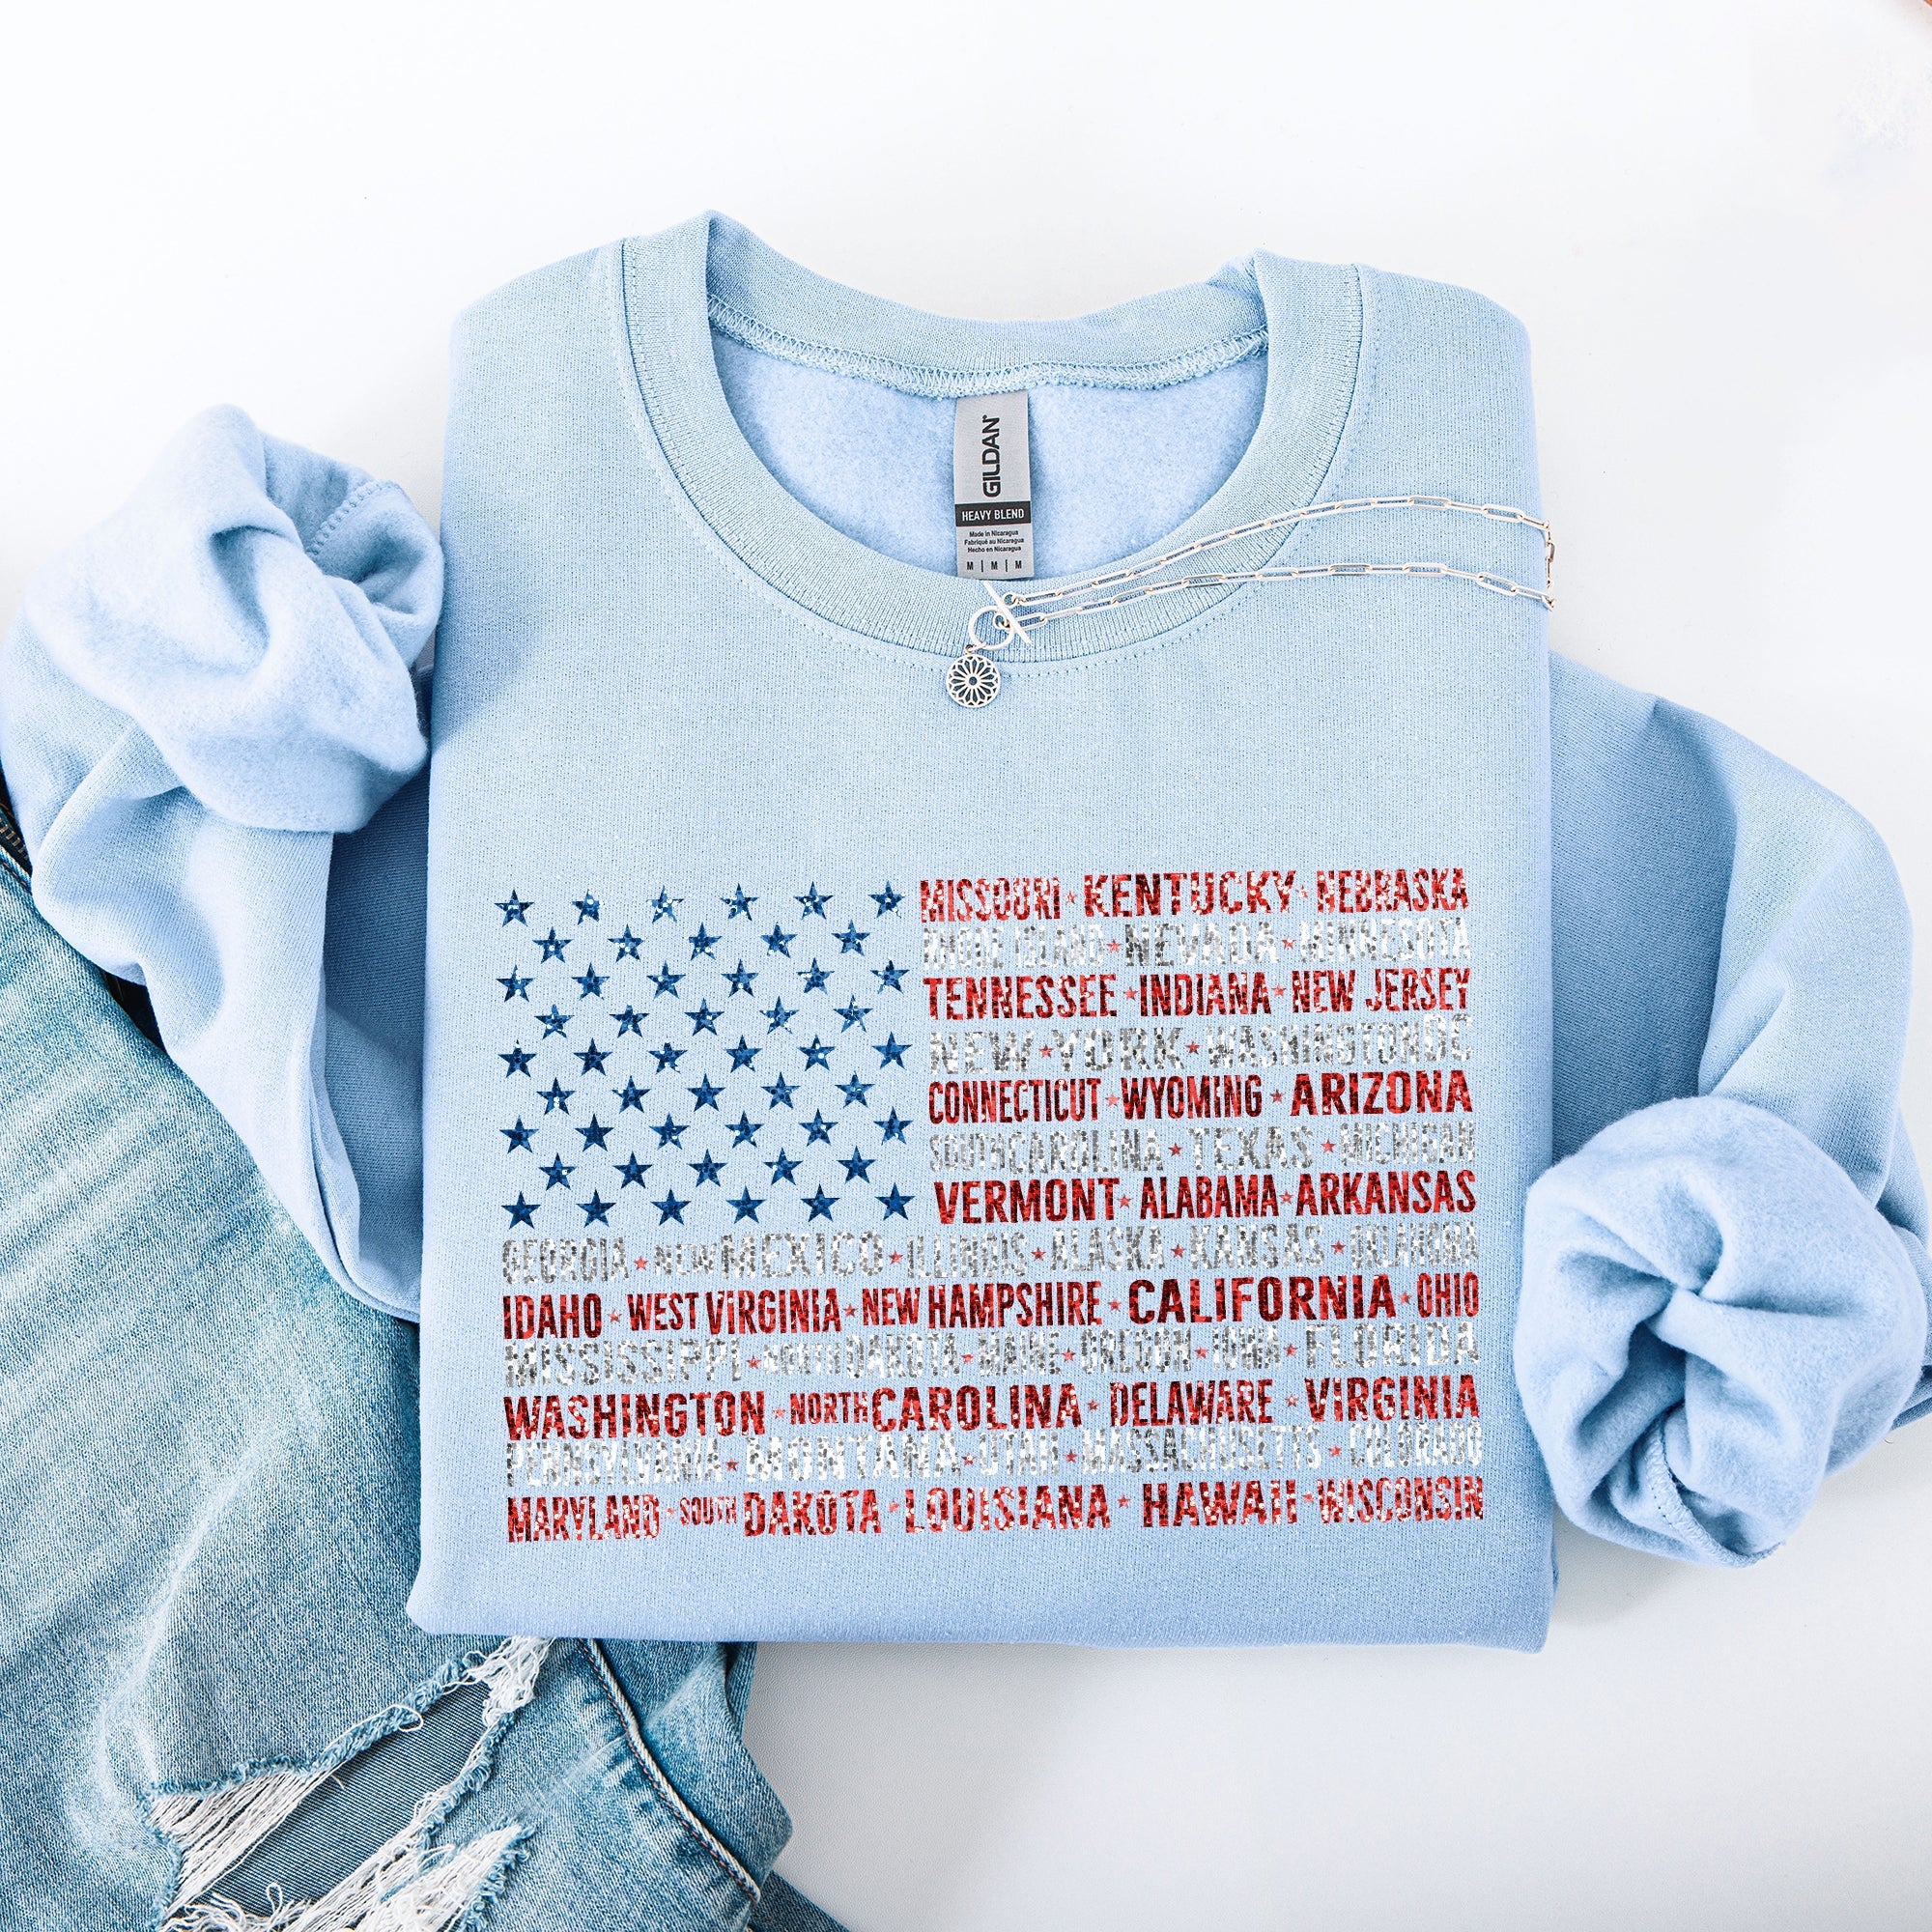 GILDAN
HEAVY BLEND
Made in Nicaragua
Fabriqué au Nicaragua
Hecho en Nicaragua
M | M | M
MISSOURI KENTUCKY NEBRASKA
RHODE ISLAND NEVADA MINNESOTA
TENNESSEE INDIANA NEW JERSEY
NEW YORK WASHINGTON DC
CONNECTICUT WYOMING ARIZONA
SOUTH CAROLINA TEXAS MICHIGAN
VERMONT ALABAMA ARKANSAS
GEORGIA NEW MEXICO ILLINOIS ALASKA KANSAS OKLAHOMA
IDAHO WEST VIRGINIA NEW HAMPSHIRE CALIFORNIA OHIO
MISSISSIPPI NORTH DAKOTA MAINE OREGON IOWA FLORIDA
WASHINGTON NORTH CAROLINA DELAWARE VIRGINIA
PENNSYLVANIA MONTANA UTAH MASSACHUSETTS COLORADO
MARYLAND SOUTH DAKOTA LOUISIANA HAWAII WISCONSIN